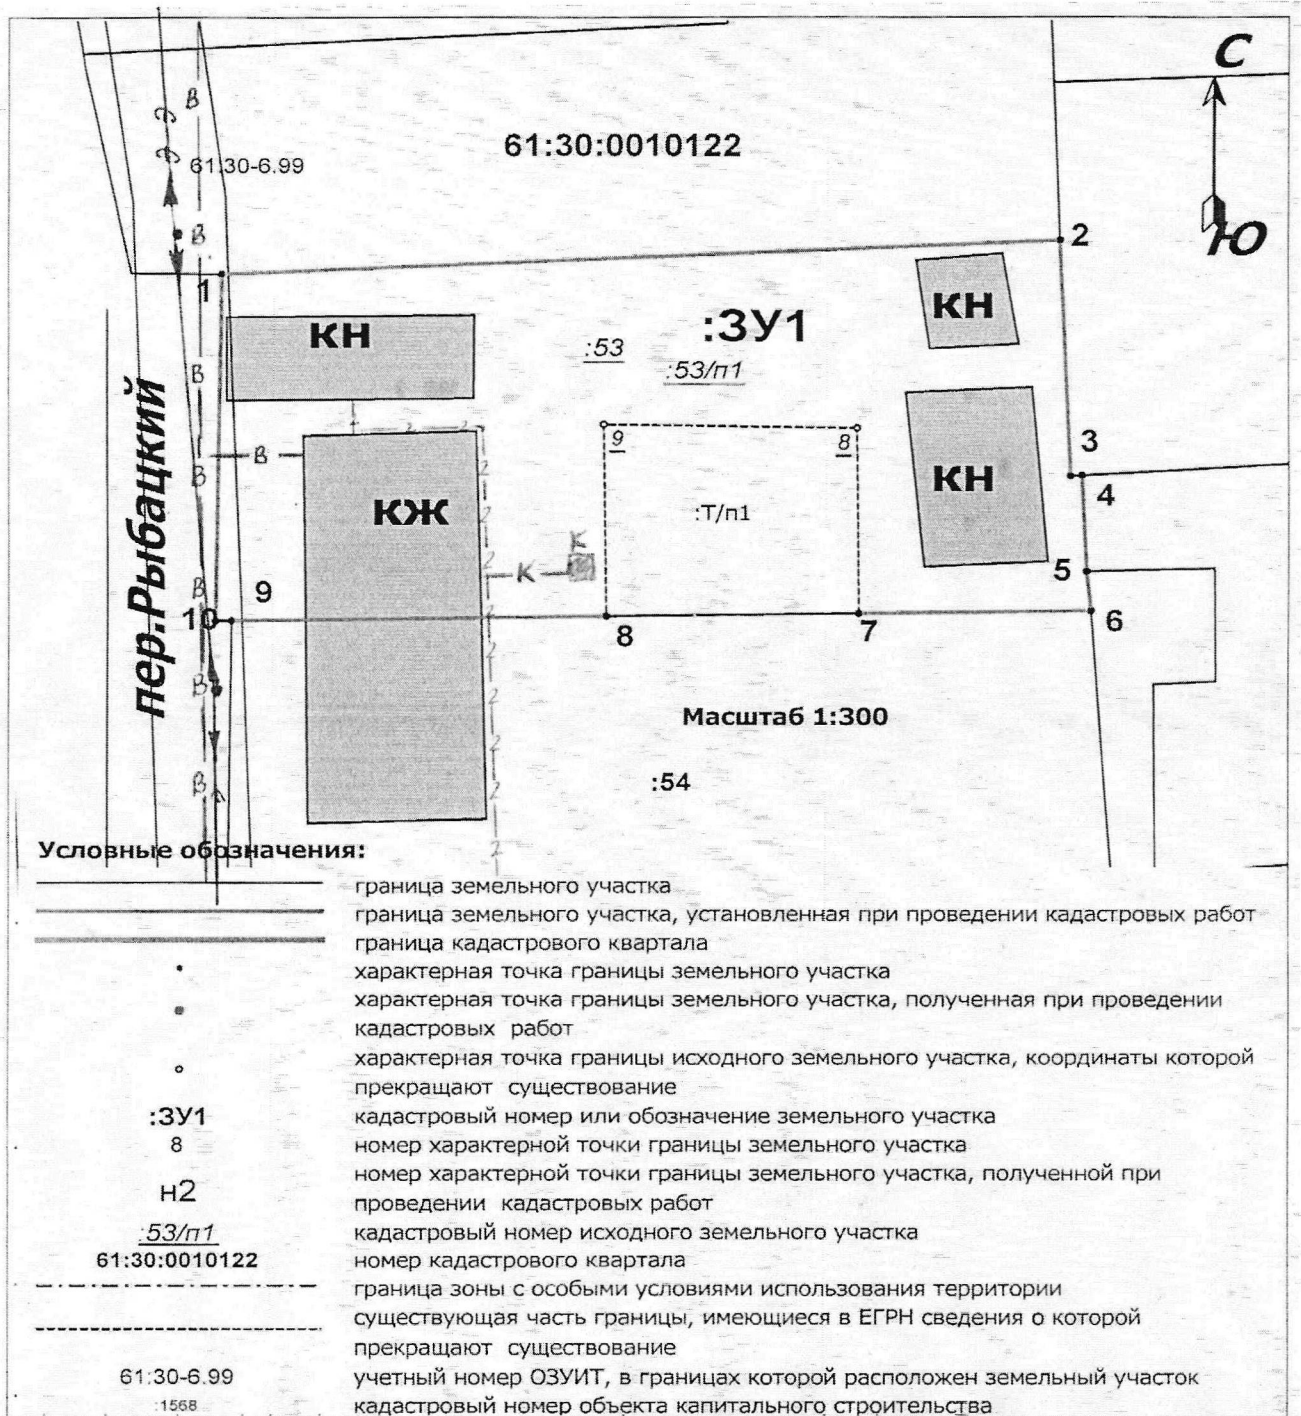 С
В
Э
Э
61:30:0010122
61:30-6.99
В
Ю
2
1
КН
:ЗУ1
КН
:53
:53/п1
В
пер.Рыбацкий
9
8
3
В
В
КН
4
КЖ
:Т/п1
К
К
5
В
9
10
8
7
6
В
Масштаб 1:300
В
:54
Условные обозначения:
граница земельного участка
граница земельного участка, установленная при проведении кадастровых работ
граница кадастрового квартала
характерная точка границы земельного участка
характерная точка границы земельного участка, полученная при проведении
кадастровых работ
характерная точка границы исходного земельного участка, координаты которой
прекращают существование
:ЗУ1 кадастровый номер или обозначение земельного участка
8 номер характерной точки границы земельного участка
н2 номер характерной точки границы земельного участка, полученной при
проведении кадастровых работ
:53/п1 кадастровый номер исходного земельного участка
61:30:0010122 номер кадастрового квартала
граница зоны с особыми условиями использования территории
существующая часть границы, имеющиеся в ЕГРН сведения о которой
прекращают существование
61:30-6.99 учетный номер ОЗУИТ, в границах которой расположен земельный участок
:1568 кадастровый номер объекта капитального строительства